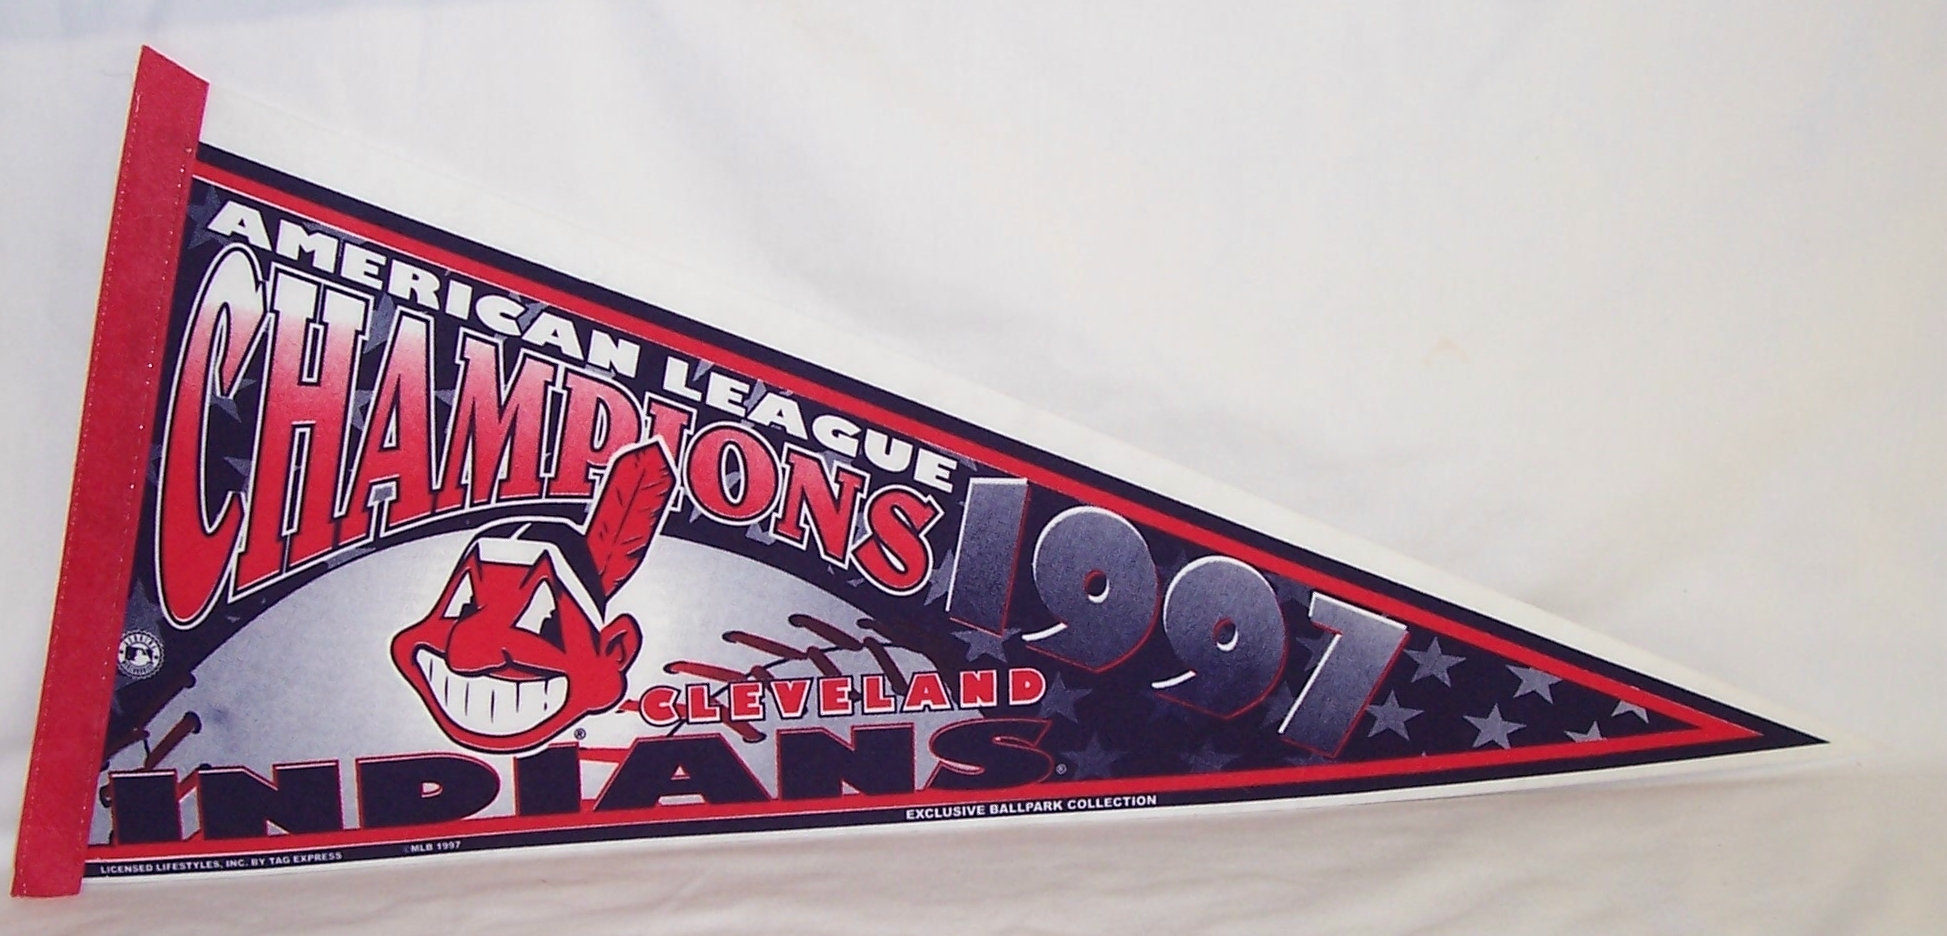 AMERICAN LEAGUE
CHAMPIONS
1997
CLEVELAND
INDIANS®
EXCLUSIVE BALLPARK COLLECTION
LICENSED LIFESTYLES, INC. BY TAG EXPRESS ©MLB 1997